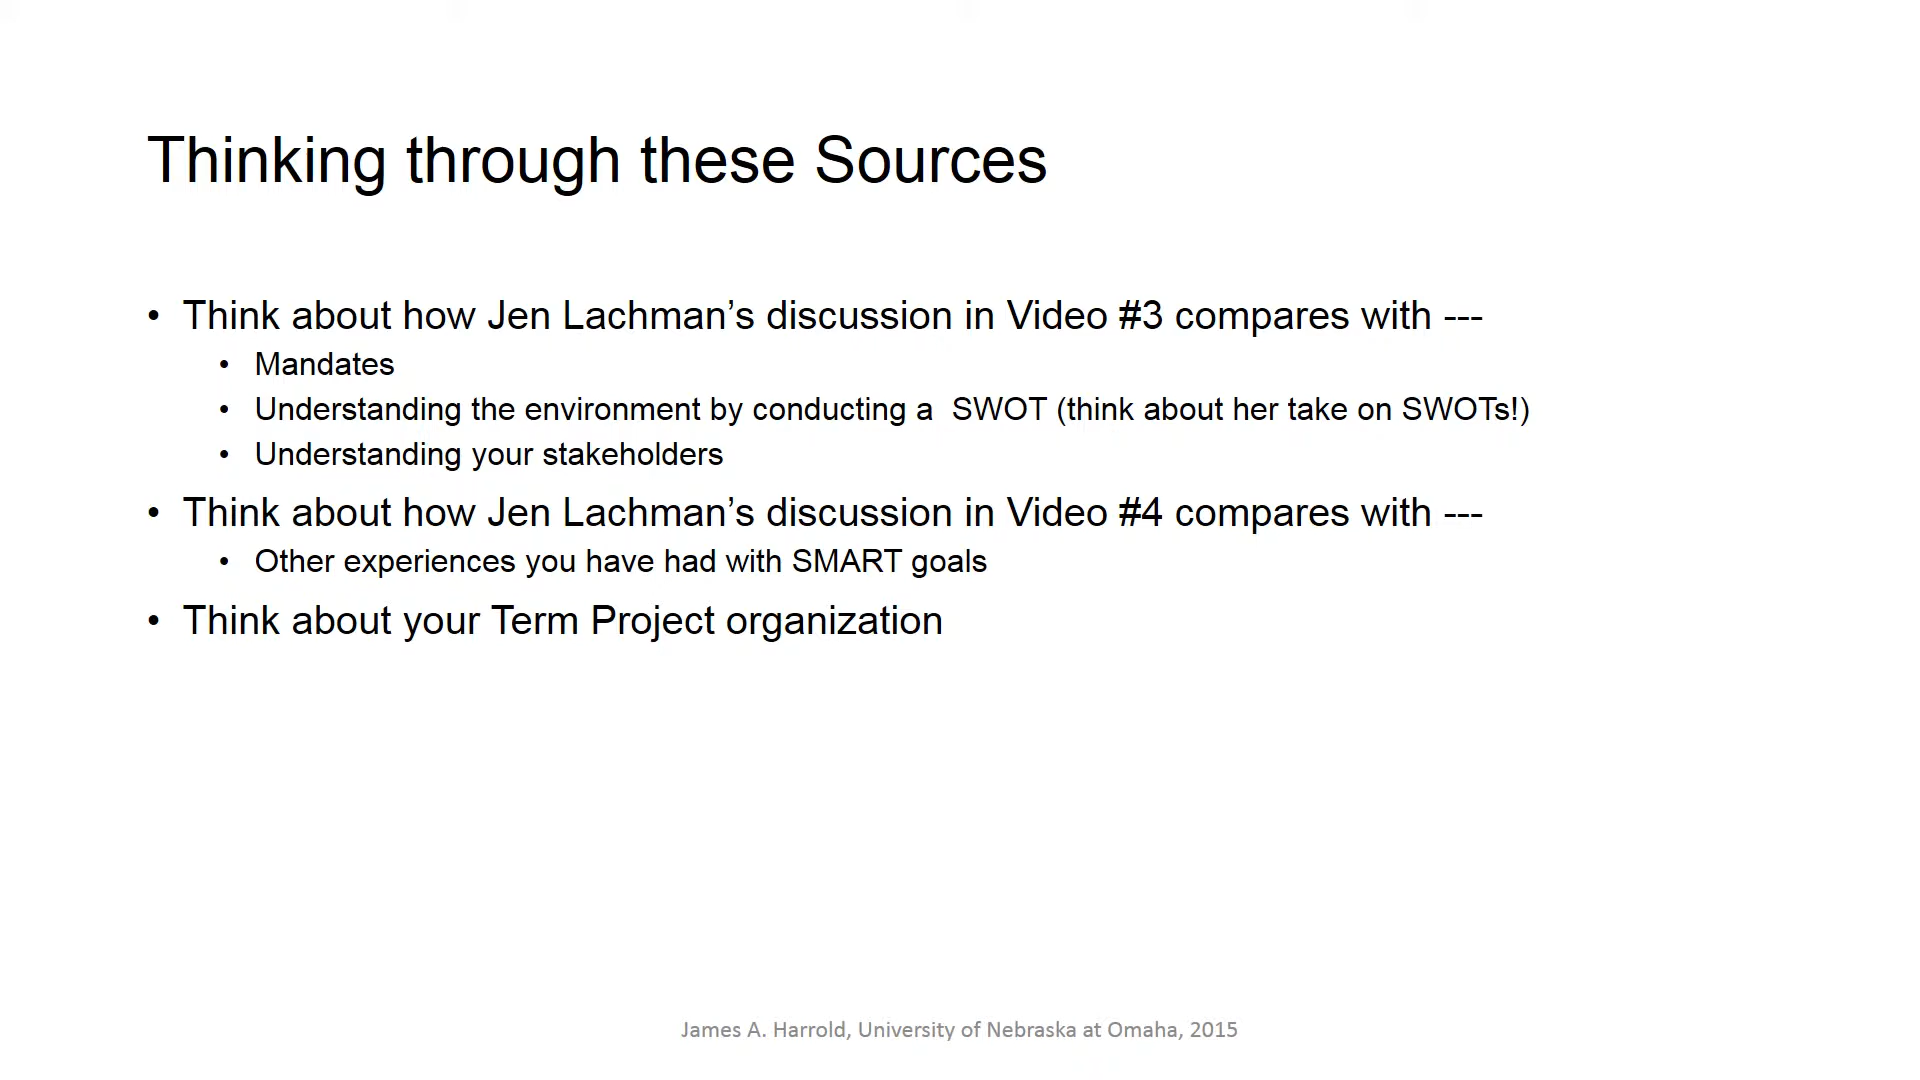 Thinking through these Sources
• Think about how Jen Lachman’s discussion in Video #3 compares with ---
• Mandates
• Understanding the environment by conducting a  SWOT (think about her take on SWOTs!)
• Understanding your stakeholders
• Think about how Jen Lachman’s discussion in Video #4 compares with ---
• Other experiences you have had with SMART goals
• Think about your Term Project organization
James A. Harrold, University of Nebraska at Omaha, 2015